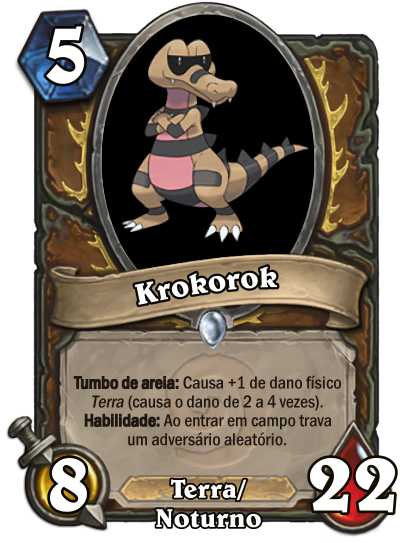 5
Krokorok
Tumbo de areia: Causa +1 de dano físico
Terra (causa o dano de 2 a 4 vezes).
Habilidade: Ao entrar em campo trava
um adversário aleatório.
8
Terra/
Noturno
22